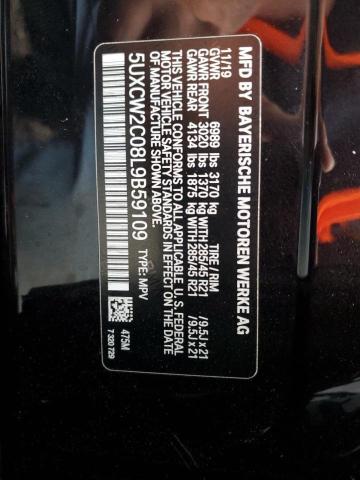 MFD BY BAYERISCHE MOTOREN WERKE AG
11/19
GVWR 6989 lbs 3170 kg TIRE / RIM
GAWR FRONT 3020 lbs 1370 kg WITH 285/45 R21 /9.5J x 21
GAWR REAR 4134 lbs 1875 kg WITH 285/45 R21 /9.5J x 21
THIS VEHICLE CONFORMS TO ALL APPLICABLE U.S. FEDERAL
MOTOR VEHICLE SAFETY STANDARDS IN EFFECT ON THE DATE
OF MANUFACTURE SHOWN ABOVE.
5UXCW2C08L9B59109 TYPE: MPV
475M
7 320 729